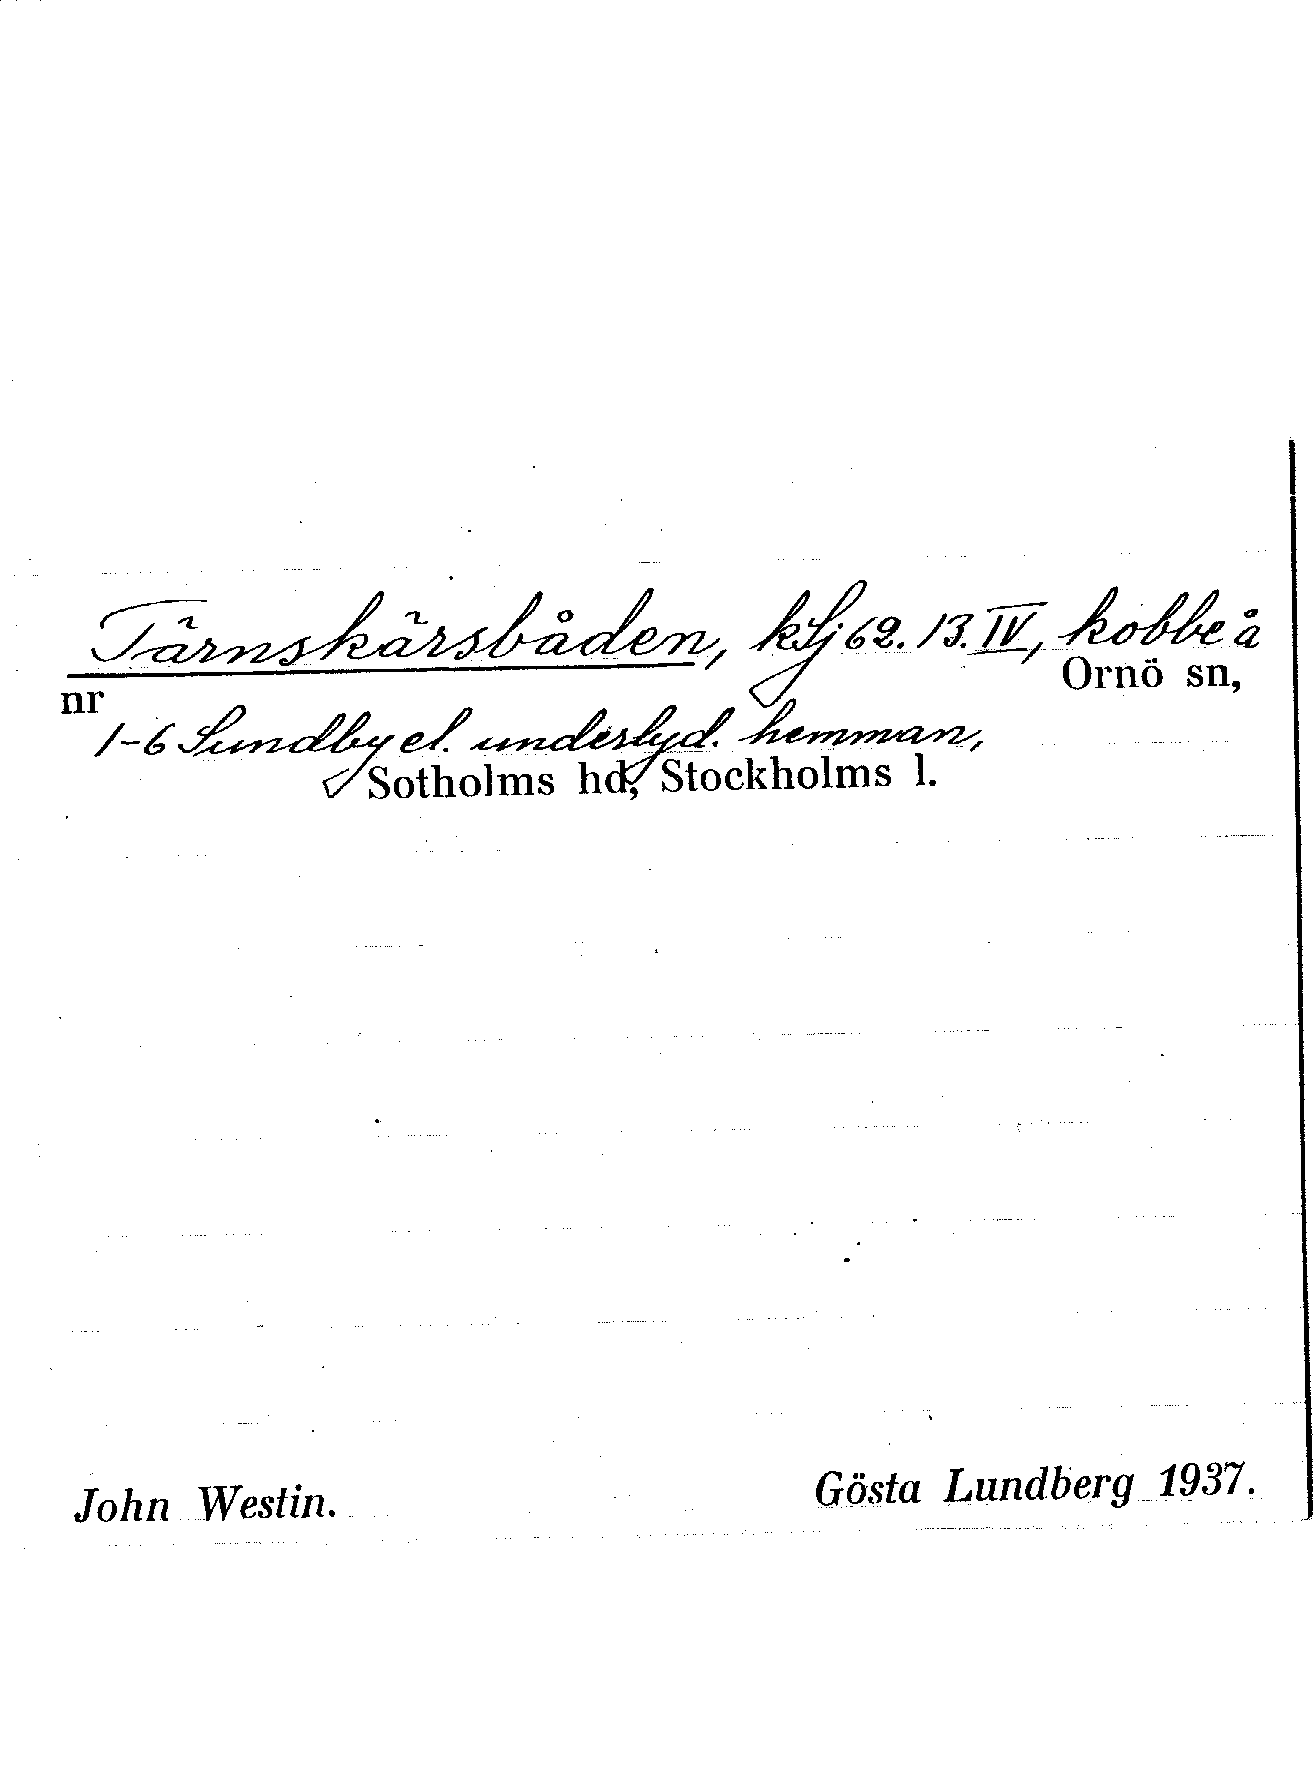 Tärnskärsbåden, kSj 62. 13. IV, kobbe å
Ornö sn,
nr
1-6 Sundby el. underlyd. hemman,
Sotholms hd, Stockholms l.
John Westin. Gösta Lundberg 1937.